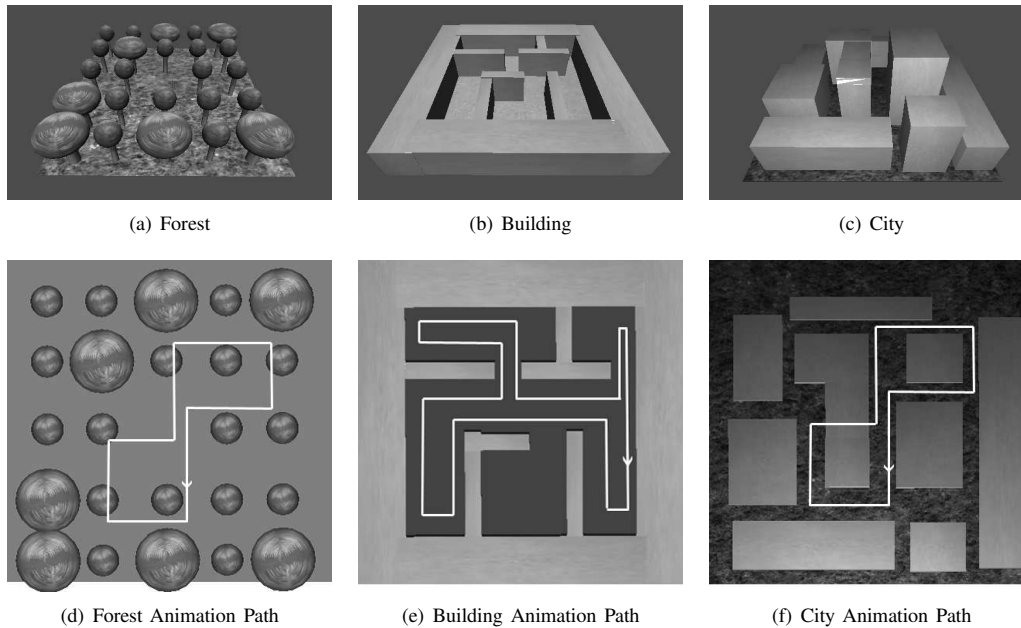 (a) Forest
(b) Building
(c) City
(d) Forest Animation Path
(e) Building Animation Path
(f) City Animation Path